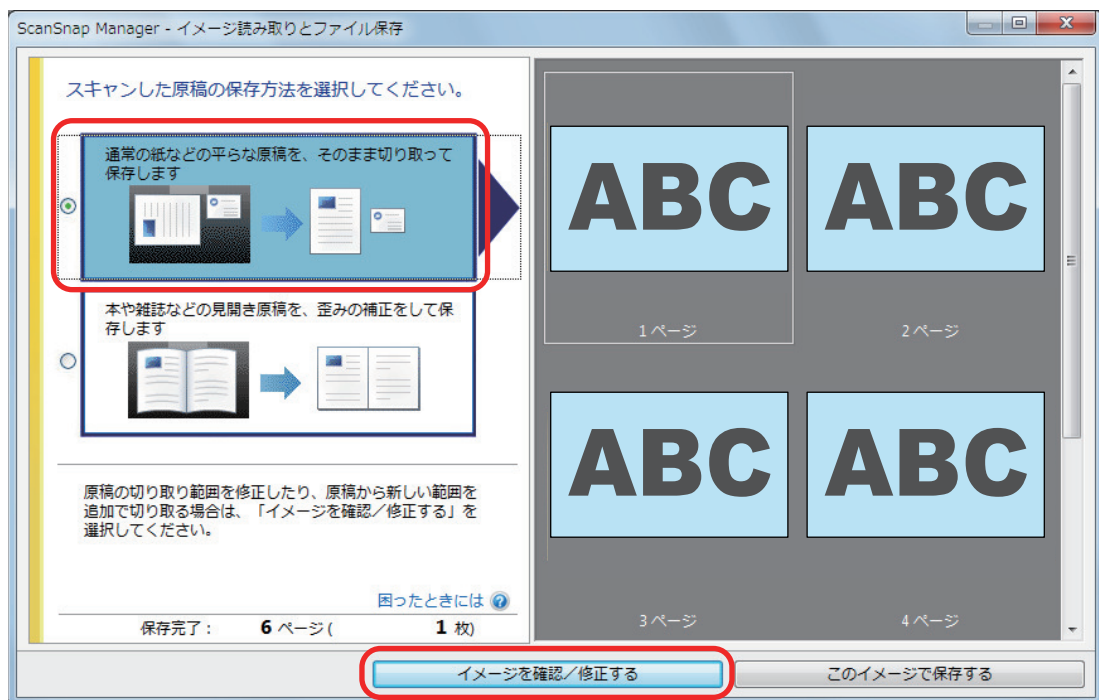 ScanSnap Manager - イメージ読み取りとファイル保存
スキャンした原稿の保存方法を選択してください。
通常の紙などの平らな原稿を、そのまま切り取って
保存します
本や雑誌などの見開き原稿を、歪みの補正をして保
存します
原稿の切り取り範囲を修正したり、原稿から新しい範囲を
追加で切り取る場合は、「イメージを確認／修正する」を
選択してください。
困ったときには
保存完了： 6 ページ ( 1 枚)
ABC ABC
1 ページ 2 ページ
ABC ABC
3 ページ 4 ページ
イメージを確認／修正する このイメージで保存する